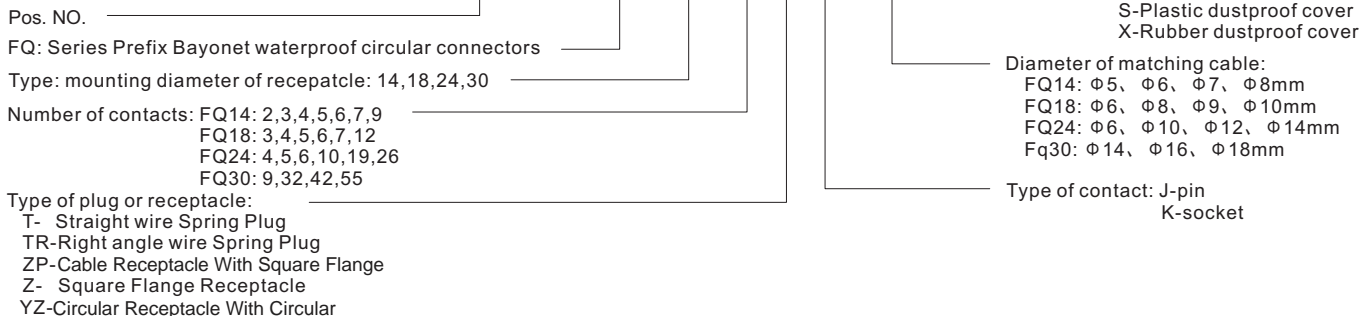 Pos. NO.
FQ: Series Prefix Bayonet waterproof circular connectors
Type: mounting diameter of recepatcle: 14,18,24,30
Number of contacts: FQ14: 2,3,4,5,6,7,9
FQ18: 3,4,5,6,7,12
FQ24: 4,5,6,10,19,26
FQ30: 9,32,42,55
Type of plug or receptacle:
T- Straight wire Spring Plug
TR-Right angle wire Spring Plug
ZP-Cable Receptacle With Square Flange
Z- Square Flange Receptacle
YZ-Circular Receptacle With Circular
S-Plastic dustproof cover
X-Rubber dustproof cover
Diameter of matching cable:
FQ14: Φ5、Φ6、Φ7、Φ8mm
FQ18: Φ6、Φ8、Φ9、Φ10mm
FQ24: Φ6、Φ10、Φ12、Φ14mm
Fq30: Φ14、Φ16、Φ18mm
Type of contact: J-pin
K-socket